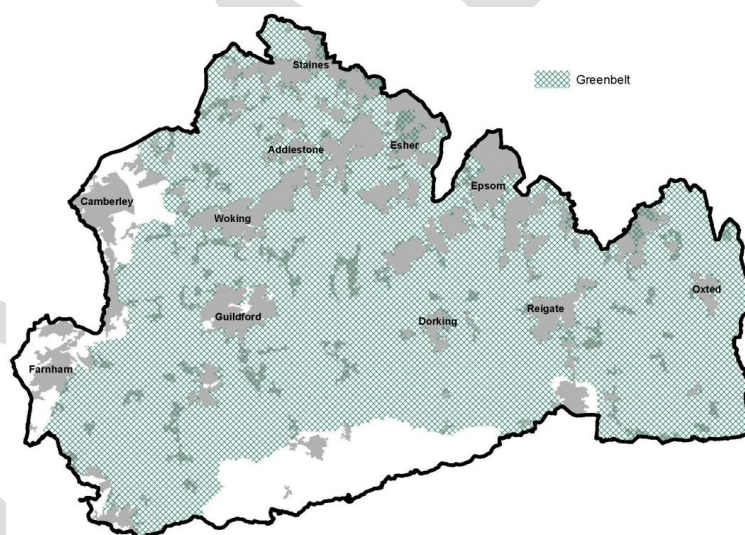 Staines
Greenbelt
Addlestone
Esher
Epsom
Camberley
Woking
Oxted
Reigate
Guildford
Dorking
Farnham